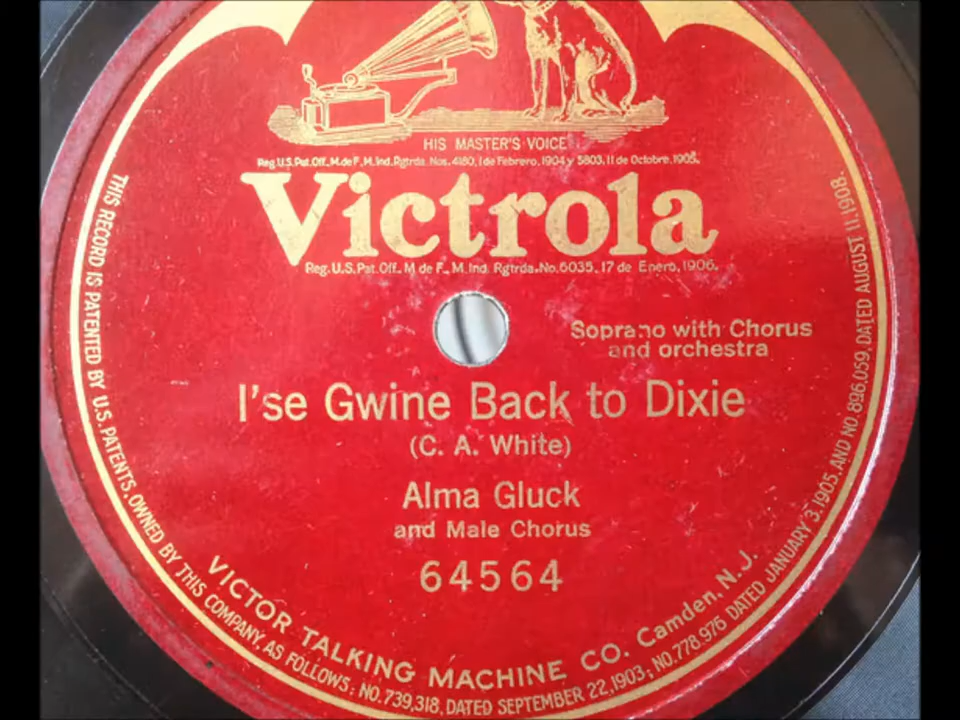 HIS MASTER'S VOICE
Reg. U.S. Pat. Off., M. de F., M. Ind. Rgtrda. Nos. 4180, 1 de Febrero, 1904 y 5803, 11 de Octobre, 1905.
Victrola
Reg. U.S. Pat. Off. M de F., M. Ind. Rgtrda. No. 6035, 17 de Enero, 1906.
Soprano with Chorus
and orchestra
I'se Gwine Back to Dixie
(C. A. White)
Alma Gluck
and Male Chorus
64564
VICTOR TALKING MACHINE CO. Camden, N. J.
THIS RECORD IS PATENTED BY U.S. PATENTS, OWNED BY THIS COMPANY, AS FOLLOWS: NO. 739,318, DATED SEPTEMBER 22, 1903; NO. 778,976 DATED JANUARY 3, 1905, AND NO. 896,059, DATED AUGUST 11, 1908.